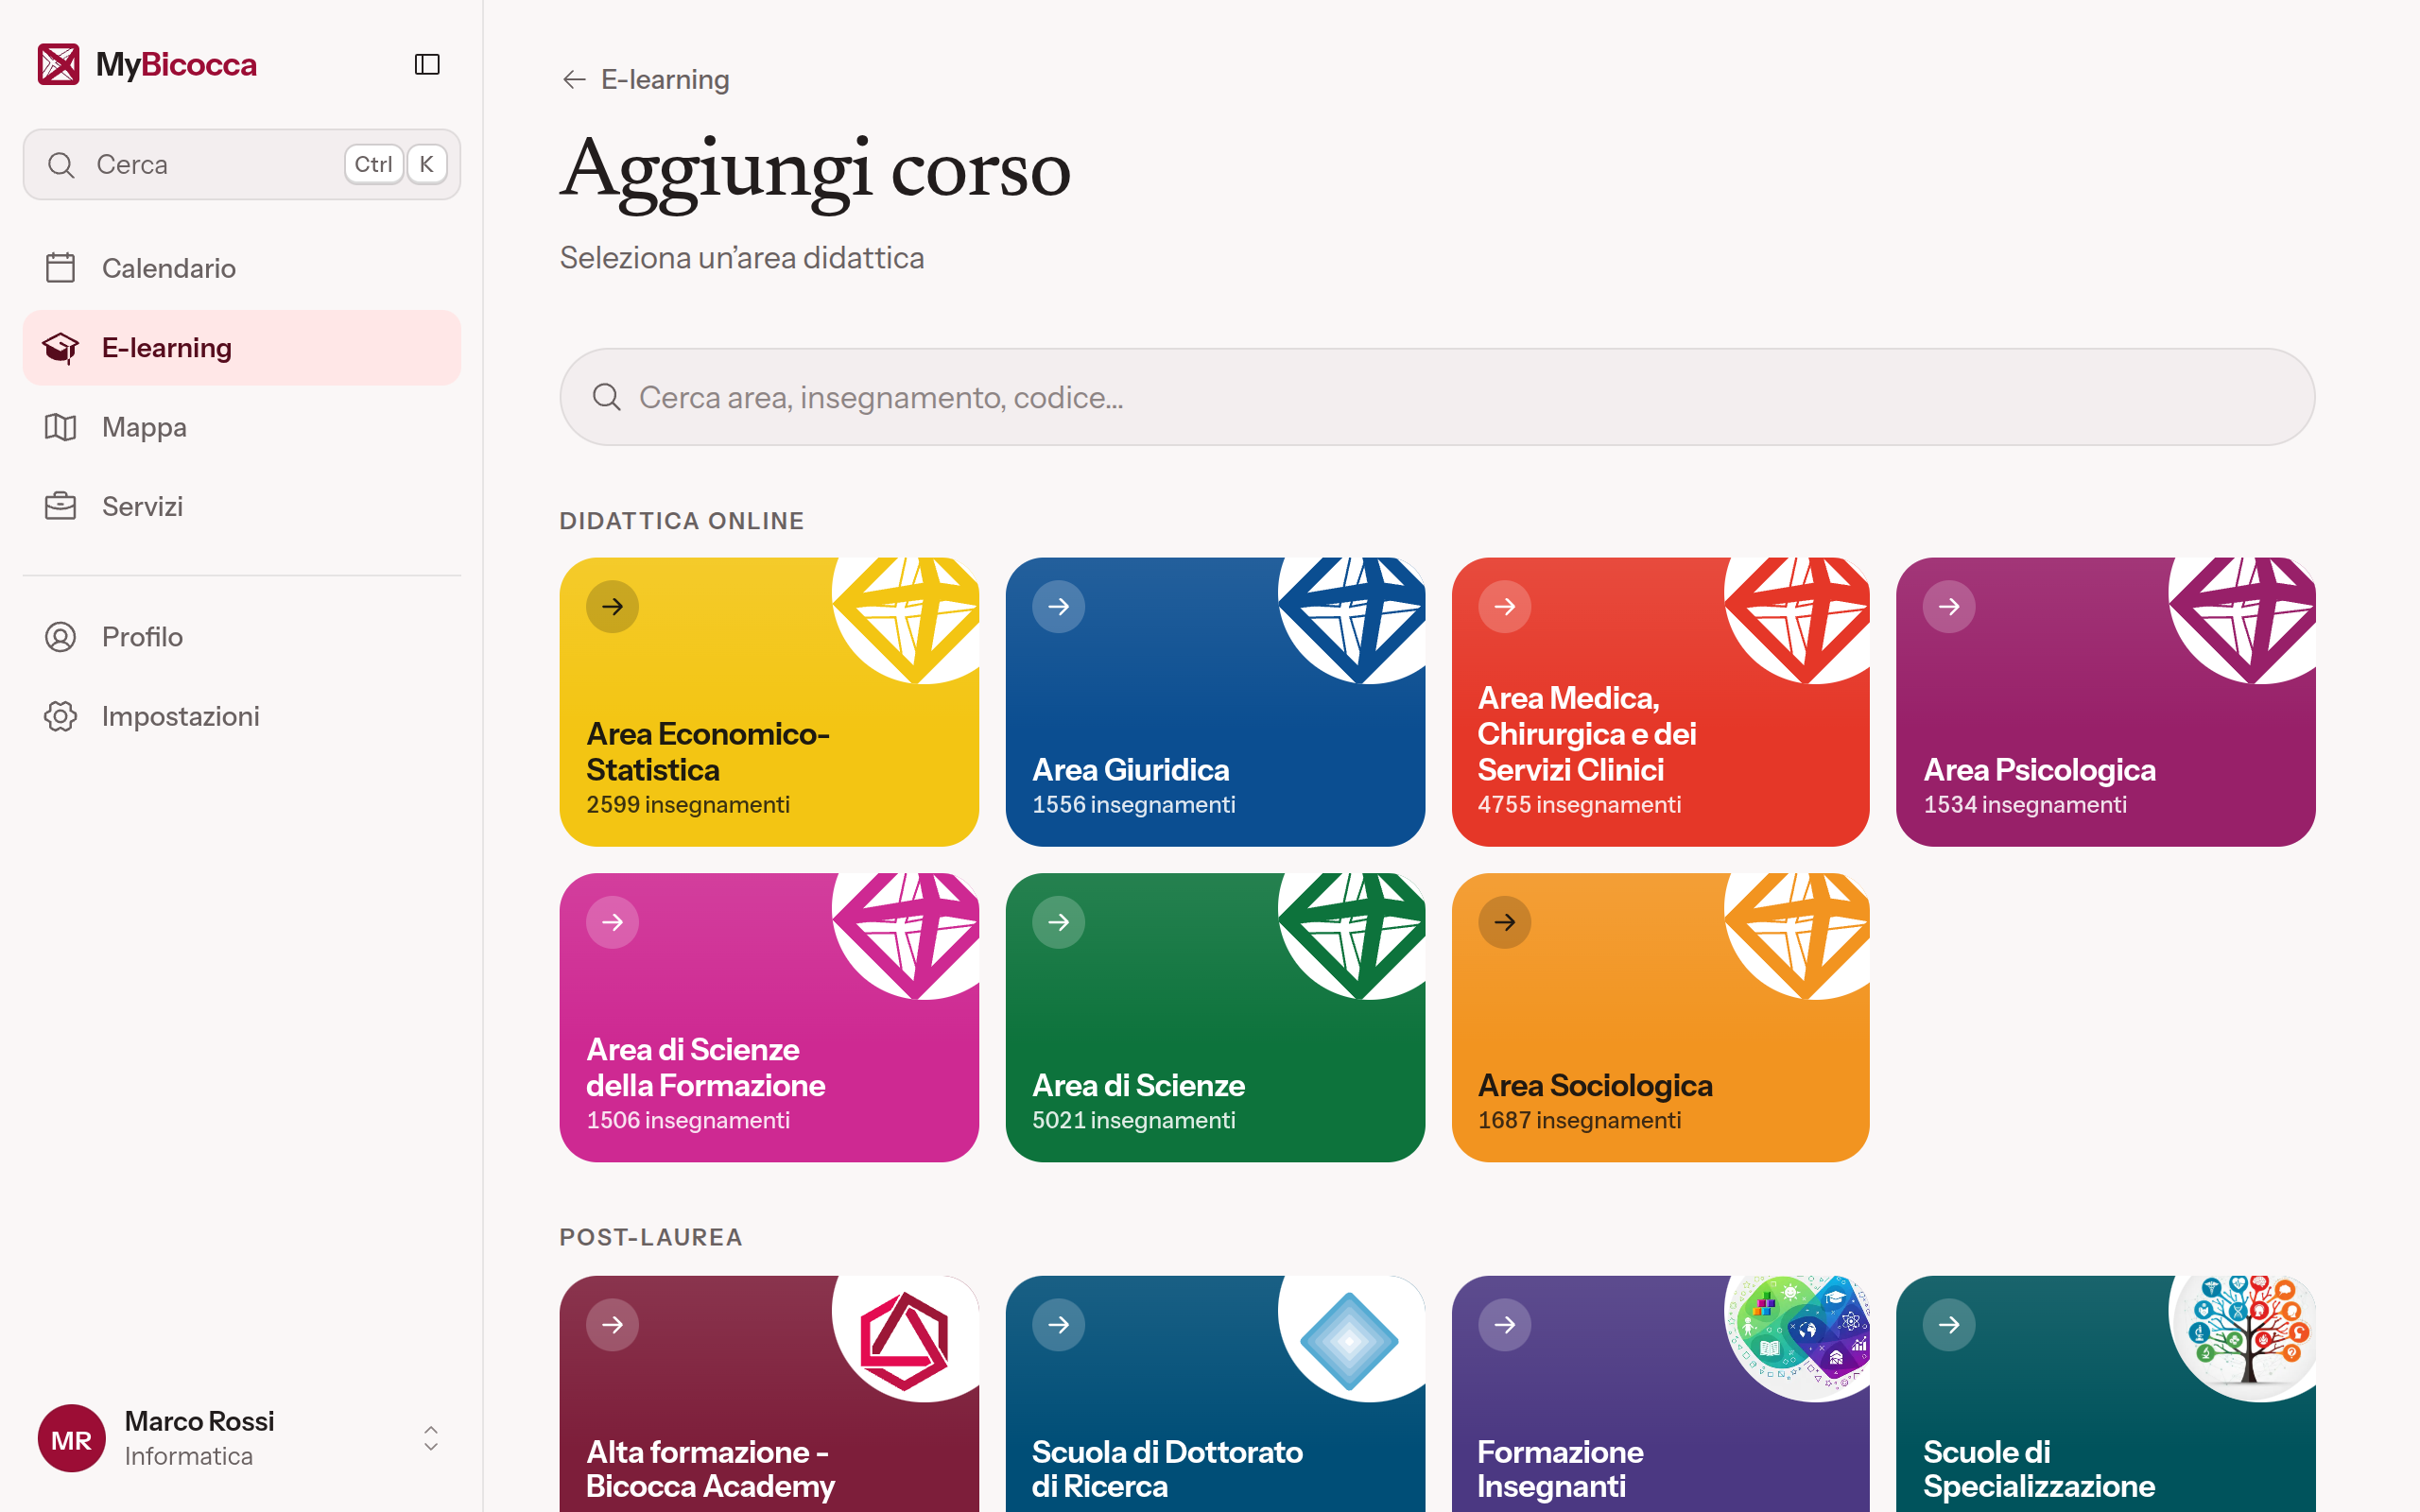 MyBicocca
Cerca
Ctrl K
Calendario
E-learning
Mappa
Servizi
Profilo
Impostazioni
MR
Marco Rossi
Informatica
E-learning
Aggiungi corso
Seleziona un’area didattica
Cerca area, insegnamento, codice...
DIDATTICA ONLINE
Area Economico-
Statistica
2599 insegnamenti
Area Giuridica
1556 insegnamenti
Area Medica,
Chirurgica e dei
Servizi Clinici
4755 insegnamenti
Area Psicologica
1534 insegnamenti
Area di Scienze
della Formazione
1506 insegnamenti
Area di Scienze
5021 insegnamenti
Area Sociologica
1687 insegnamenti
POST-LAUREA
Alta formazione -
Bicocca Academy
Scuola di Dottorato
di Ricerca
Formazione
Insegnanti
Scuole di
Specializzazione